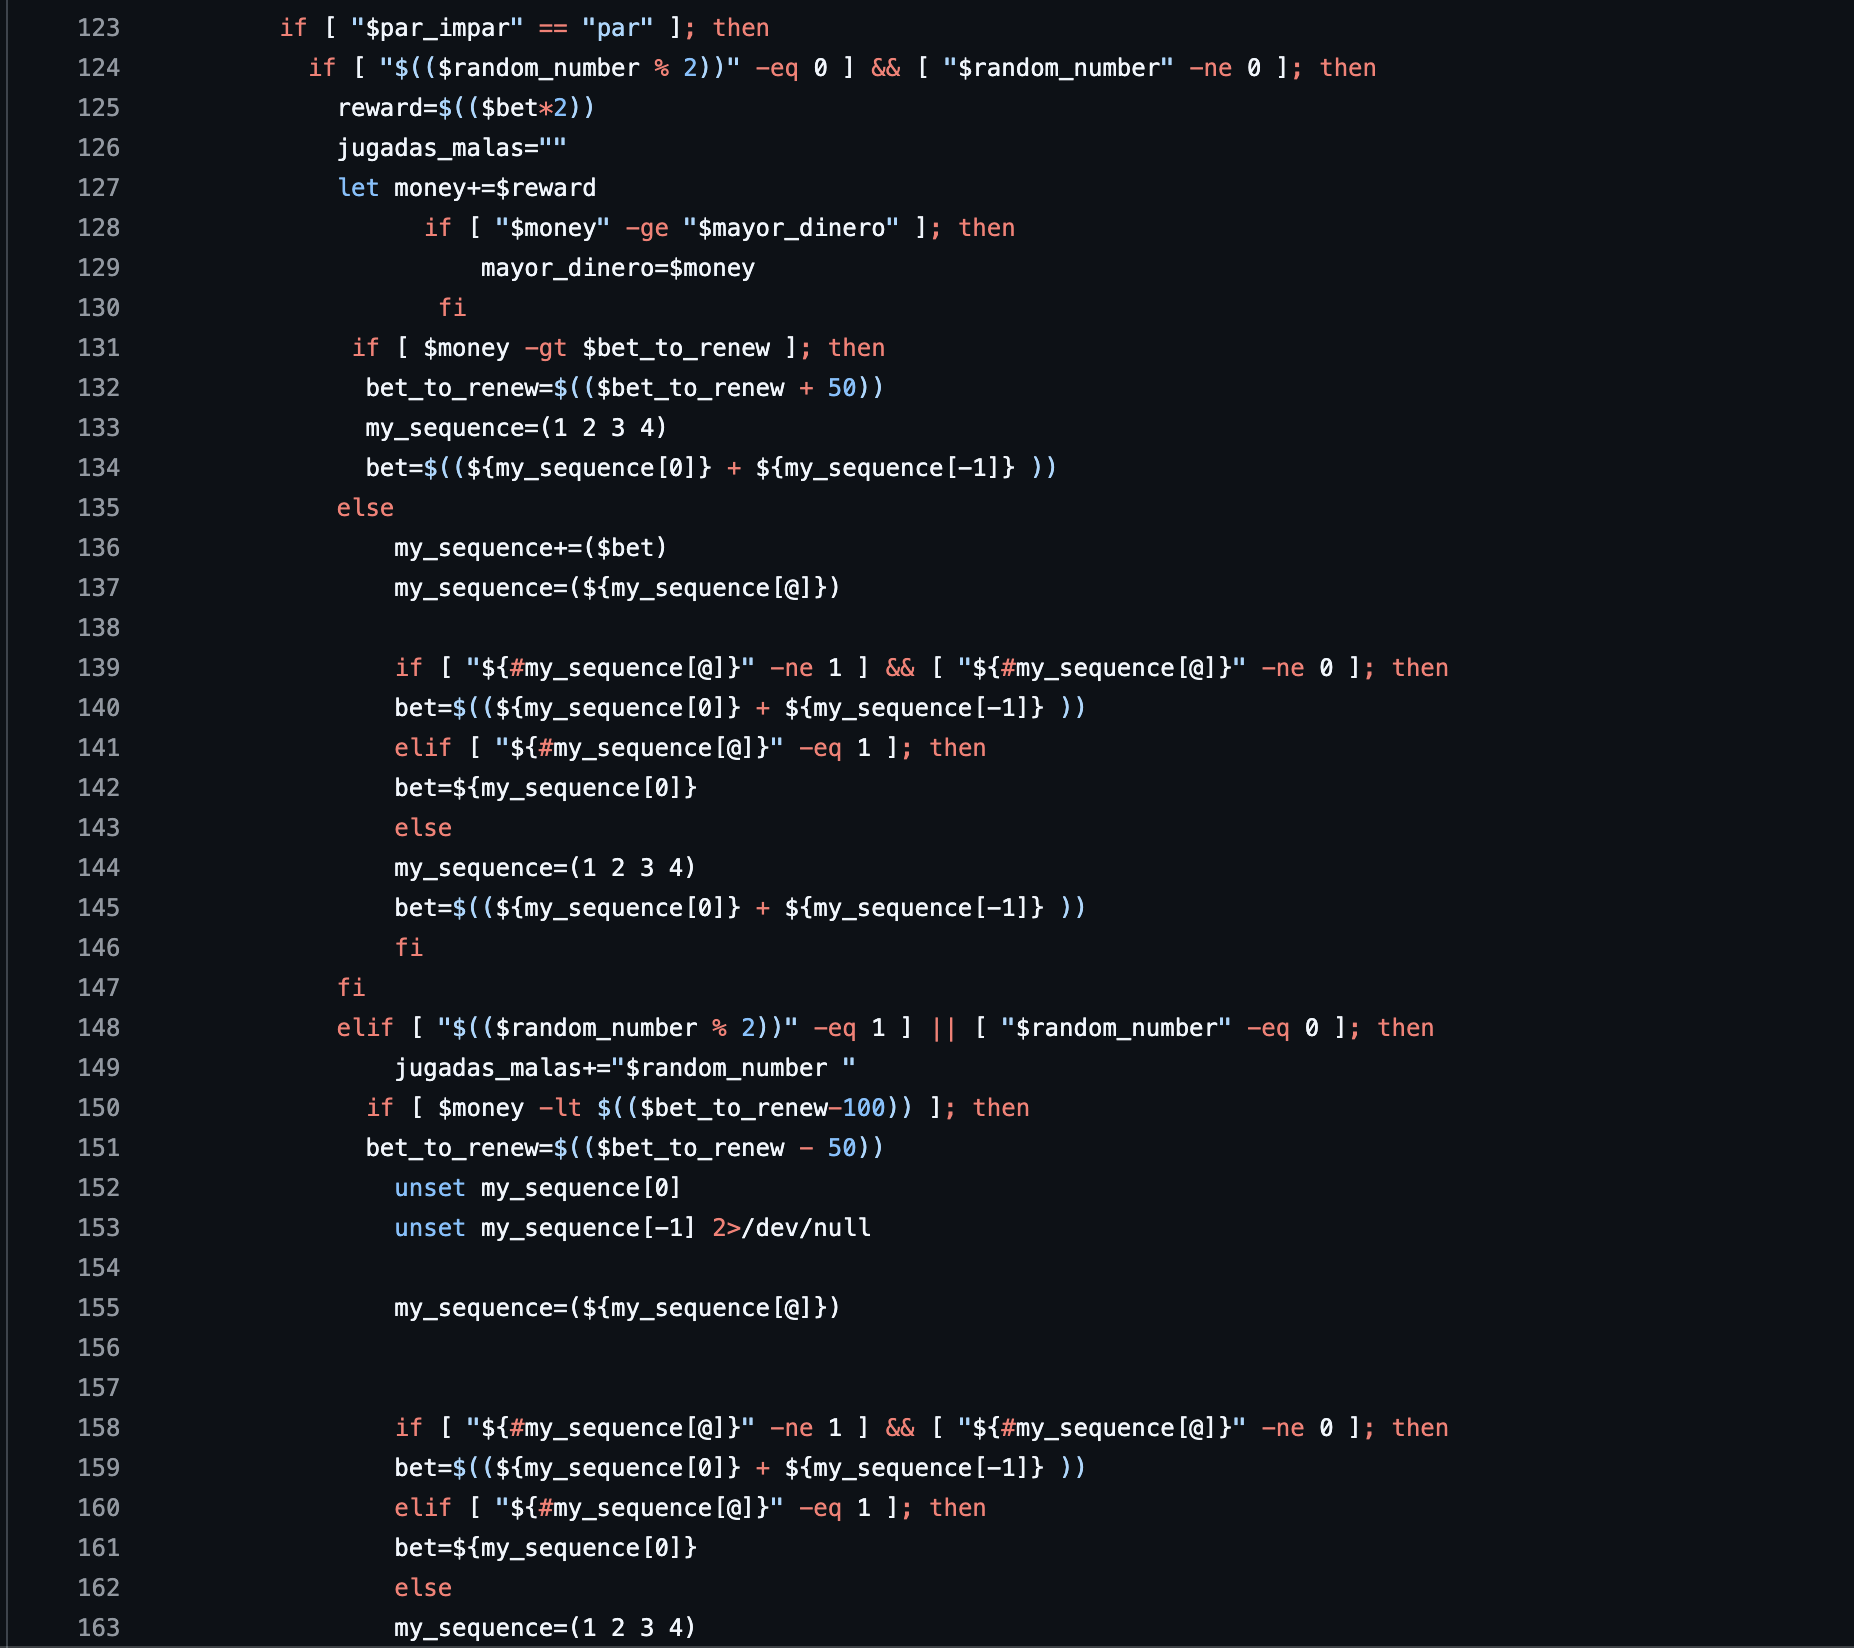 123 if [ "$par_impar" == "par" ]; then
124 if [ "$(($random_number % 2))" -eq 0 ] && [ "$random_number" -ne 0 ]; then
125 reward=$(($bet*2))
126 jugadas_malas=""
127 let money+=$reward
128 if [ "$money" -ge "$mayor_dinero" ]; then
129 mayor_dinero=$money
130 fi
131 if [ $money -gt $bet_to_renew ]; then
132 bet_to_renew=$(($bet_to_renew + 50))
133 my_sequence=(1 2 3 4)
134 bet=$((${my_sequence[0]} + ${my_sequence[-1]} ))
135 else
136 my_sequence+=($bet)
137 my_sequence=(${my_sequence[@]})
138
139 if [ "${#my_sequence[@]}" -ne 1 ] && [ "${#my_sequence[@]}" -ne 0 ]; then
140 bet=$((${my_sequence[0]} + ${my_sequence[-1]} ))
141 elif [ "${#my_sequence[@]}" -eq 1 ]; then
142 bet=${my_sequence[0]}
143 else
144 my_sequence=(1 2 3 4)
145 bet=$((${my_sequence[0]} + ${my_sequence[-1]} ))
146 fi
147 fi
148 elif [ "$(($random_number % 2))" -eq 1 ] || [ "$random_number" -eq 0 ]; then
149 jugadas_malas+="$random_number "
150 if [ $money -lt $(($bet_to_renew-100)) ]; then
151 bet_to_renew=$(($bet_to_renew - 50))
152 unset my_sequence[0]
153 unset my_sequence[-1] 2>/dev/null
154
155 my_sequence=(${my_sequence[@]})
156
157
158 if [ "${#my_sequence[@]}" -ne 1 ] && [ "${#my_sequence[@]}" -ne 0 ]; then
159 bet=$((${my_sequence[0]} + ${my_sequence[-1]} ))
160 elif [ "${#my_sequence[@]}" -eq 1 ]; then
161 bet=${my_sequence[0]}
162 else
163 my_sequence=(1 2 3 4)